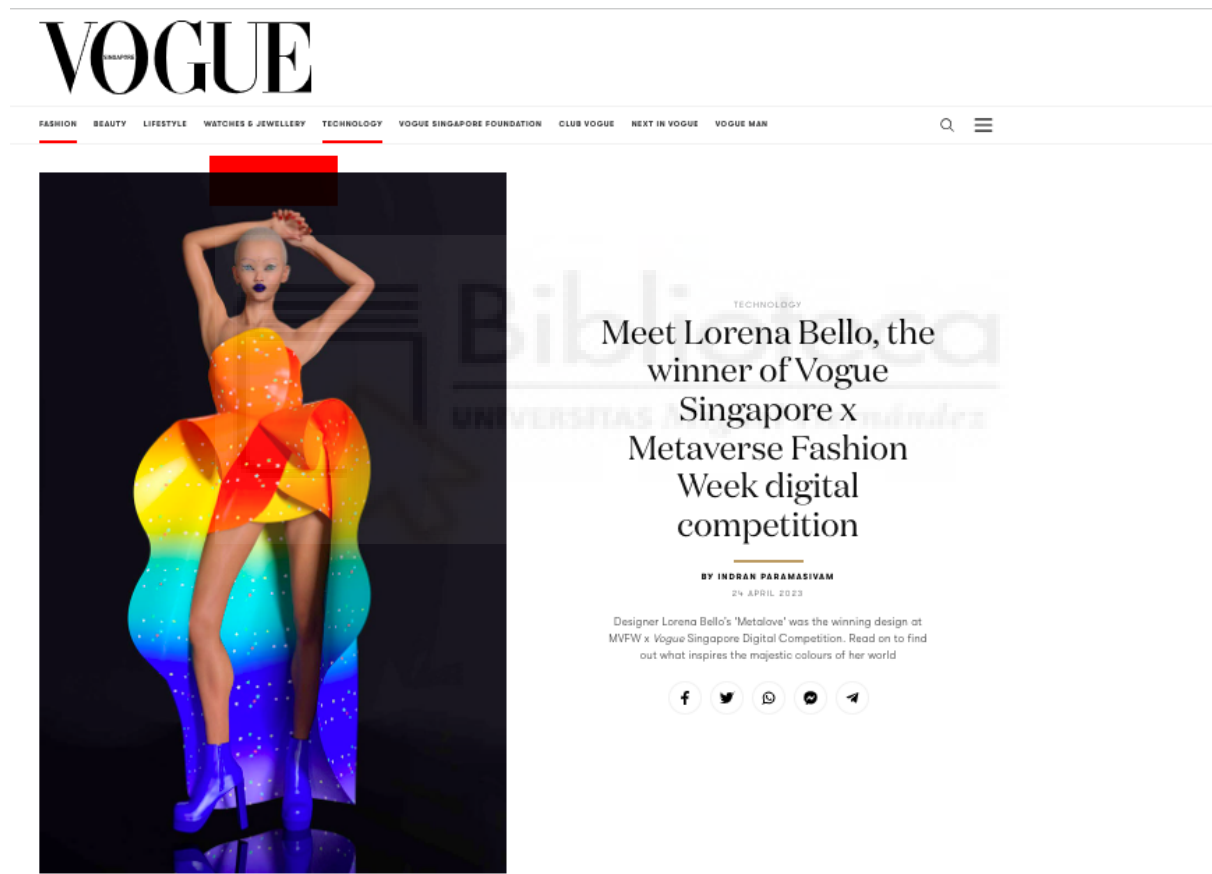 VOGUE
SINGAPORE
FASHION BEAUTY LIFESTYLE WATCHES & JEWELLERY TECHNOLOGY VOGUE SINGAPORE FOUNDATION CLUB VOGUE NEXT IN VOGUE VOGUE MAN
Biblioteca
UNIVERSITAS Miguel Hernández
TECHNOLOGY
Meet Lorena Bello, the
winner of Vogue
Singapore x
Metaverse Fashion
Week digital
competition
BY INDRAN PARAMASIVAM
24 APRIL 2023
Designer Lorena Bello's 'Metalove' was the winning design at
MVFW x Vogue Singapore Digital Competition. Read on to find
out what inspires the majestic colours of her world